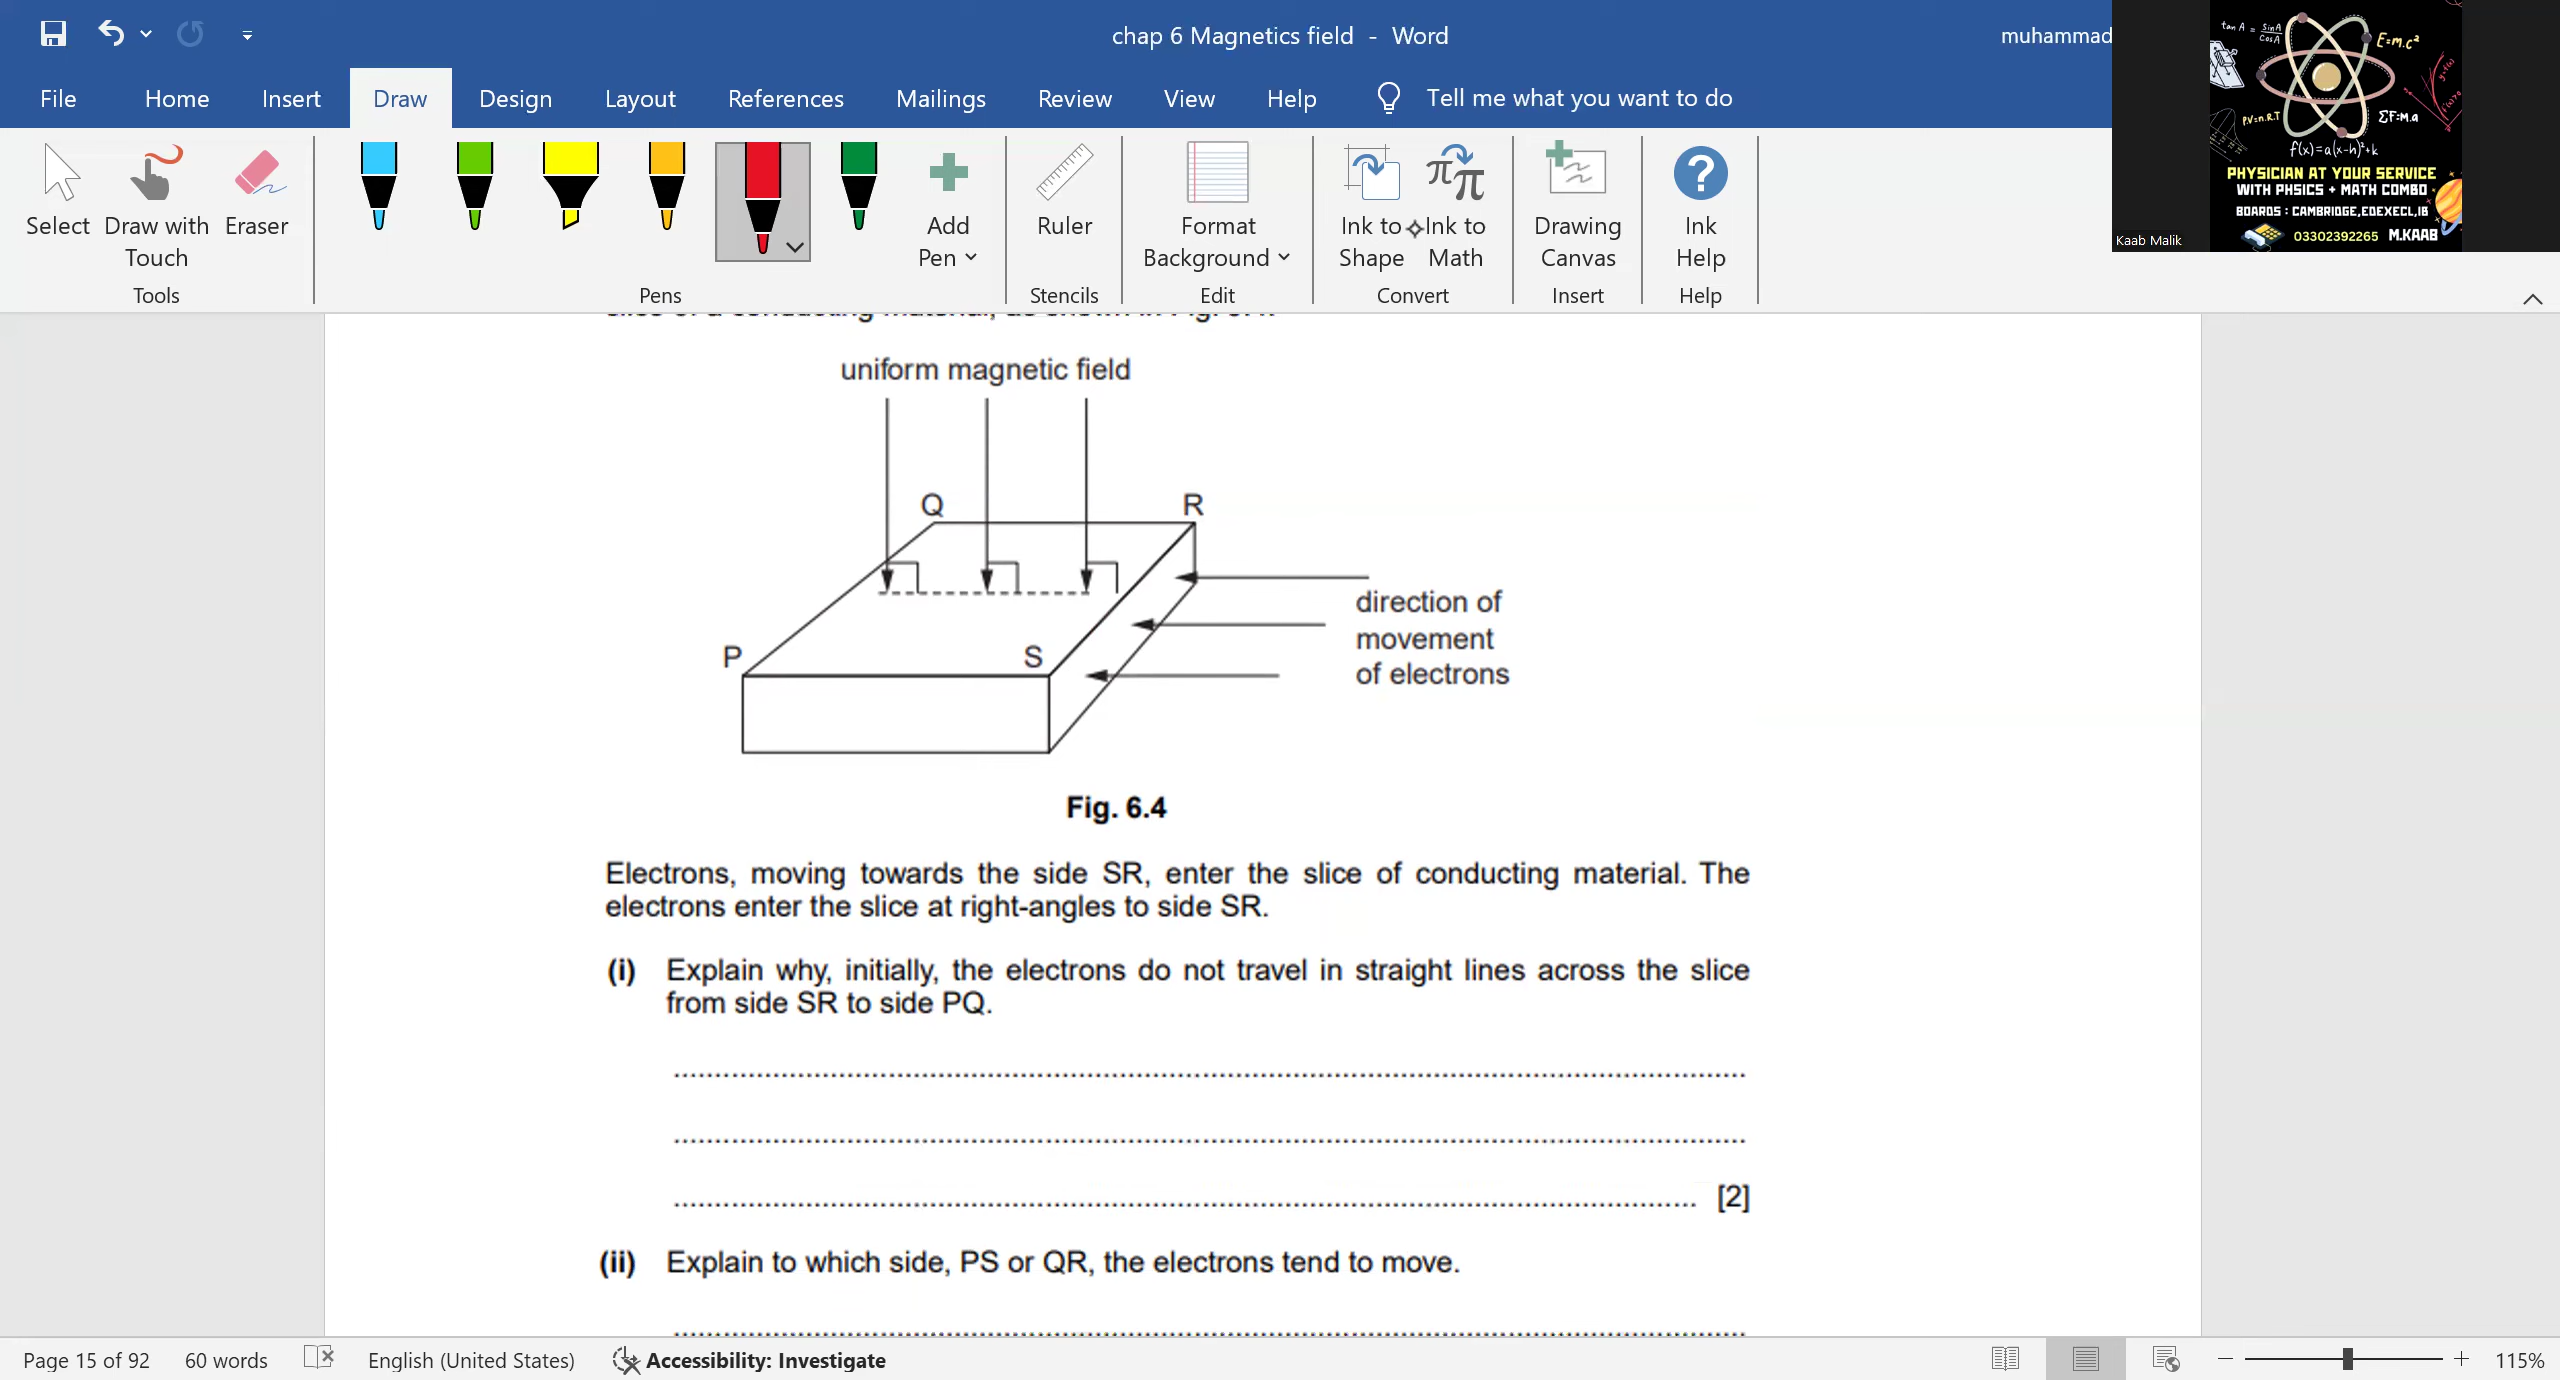 chap 6 Magnetics field - Word
muhammad
File Home Insert Draw Design Layout References Mailings Review View Help Tell me what you want to do
Select
Draw with Touch
Eraser
Tools
Pens
Add Pen
Ruler
Stencils
Format Background
Edit
Ink to Shape
Ink to Math
Convert
Drawing Canvas
Insert
Ink Help
Help
E=m.c²
P.V=n.R.T
ΣF=M.a
f(x)=a(x-h)²+k
PHYSICIAN AT YOUR SERVICE
WITH PHSICS + MATH COMBO
BOARDS : CAMBRIDGE,EDEXECL,IB
03302392265 M.KAAB
Kaab Malik
uniform magnetic field
Q R
P S
direction of
movement
of electrons
Fig. 6.4
Electrons, moving towards the side SR, enter the slice of conducting material. The
electrons enter the slice at right-angles to side SR.
(i) Explain why, initially, the electrons do not travel in straight lines across the slice
from side SR to side PQ.
[2]
(ii) Explain to which side, PS or QR, the electrons tend to move.
Page 15 of 92 60 words English (United States) Accessibility: Investigate 115%